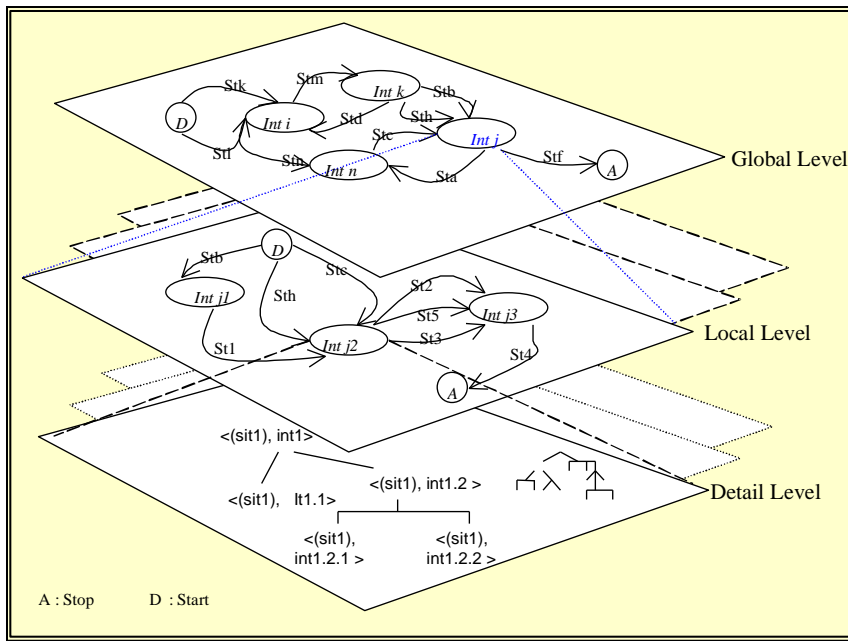 Stk
Stm
Int k
Stb
D
Int i
Std
Sth
Stc
Int j
Stl
Stn
Int n
Sta
Stf
A
Global Level
D
Stb
Stc
Int j1
Sth
St2
St5
Int j3
St1
Int j2
St3
St4
A
Local Level
<(sit1), int1>
<(sit1), It1.1>
<(sit1), int1.2 >
<(sit1),
int1.2.1 >
<(sit1),
int1.2.2 >
Detail Level
A : Stop D : Start